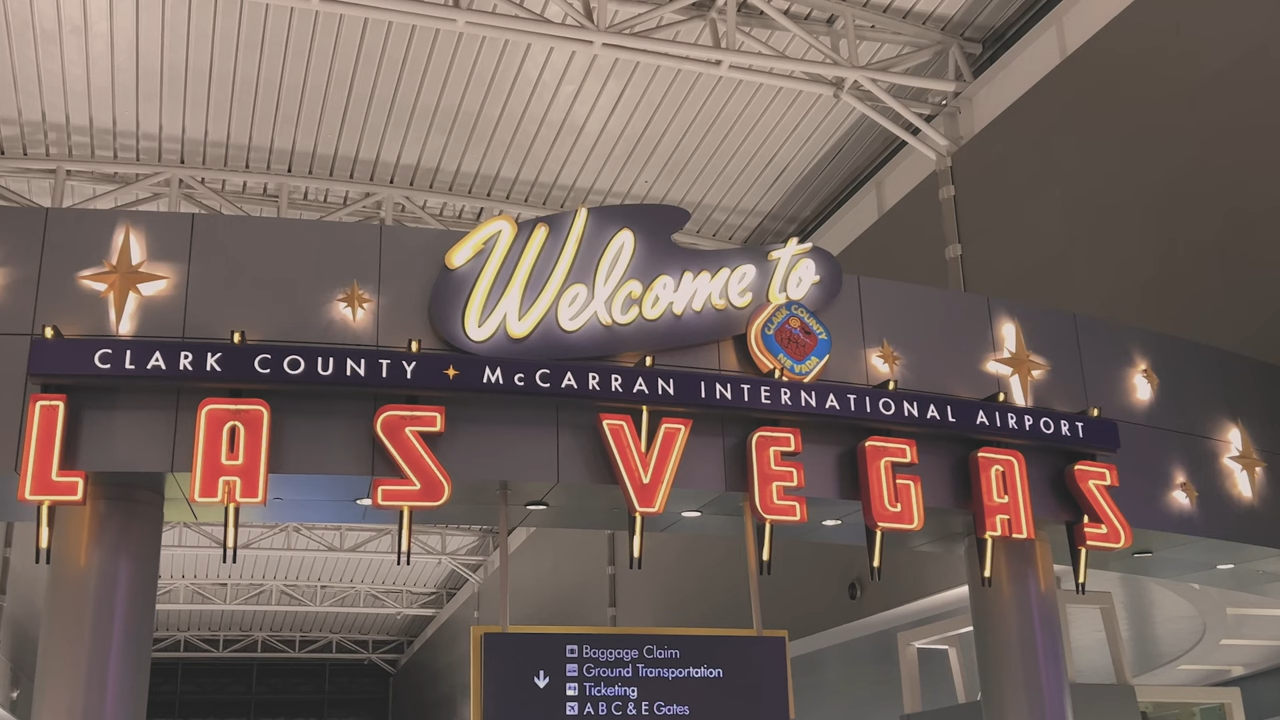 Welcome to
CLARK COUNTY
NEVADA
CLARK COUNTY McCARRAN INTERNATIONAL AIRPORT
LAS VEGAS
Baggage Claim
Ground Transportation
Ticketing
A B C & E Gates